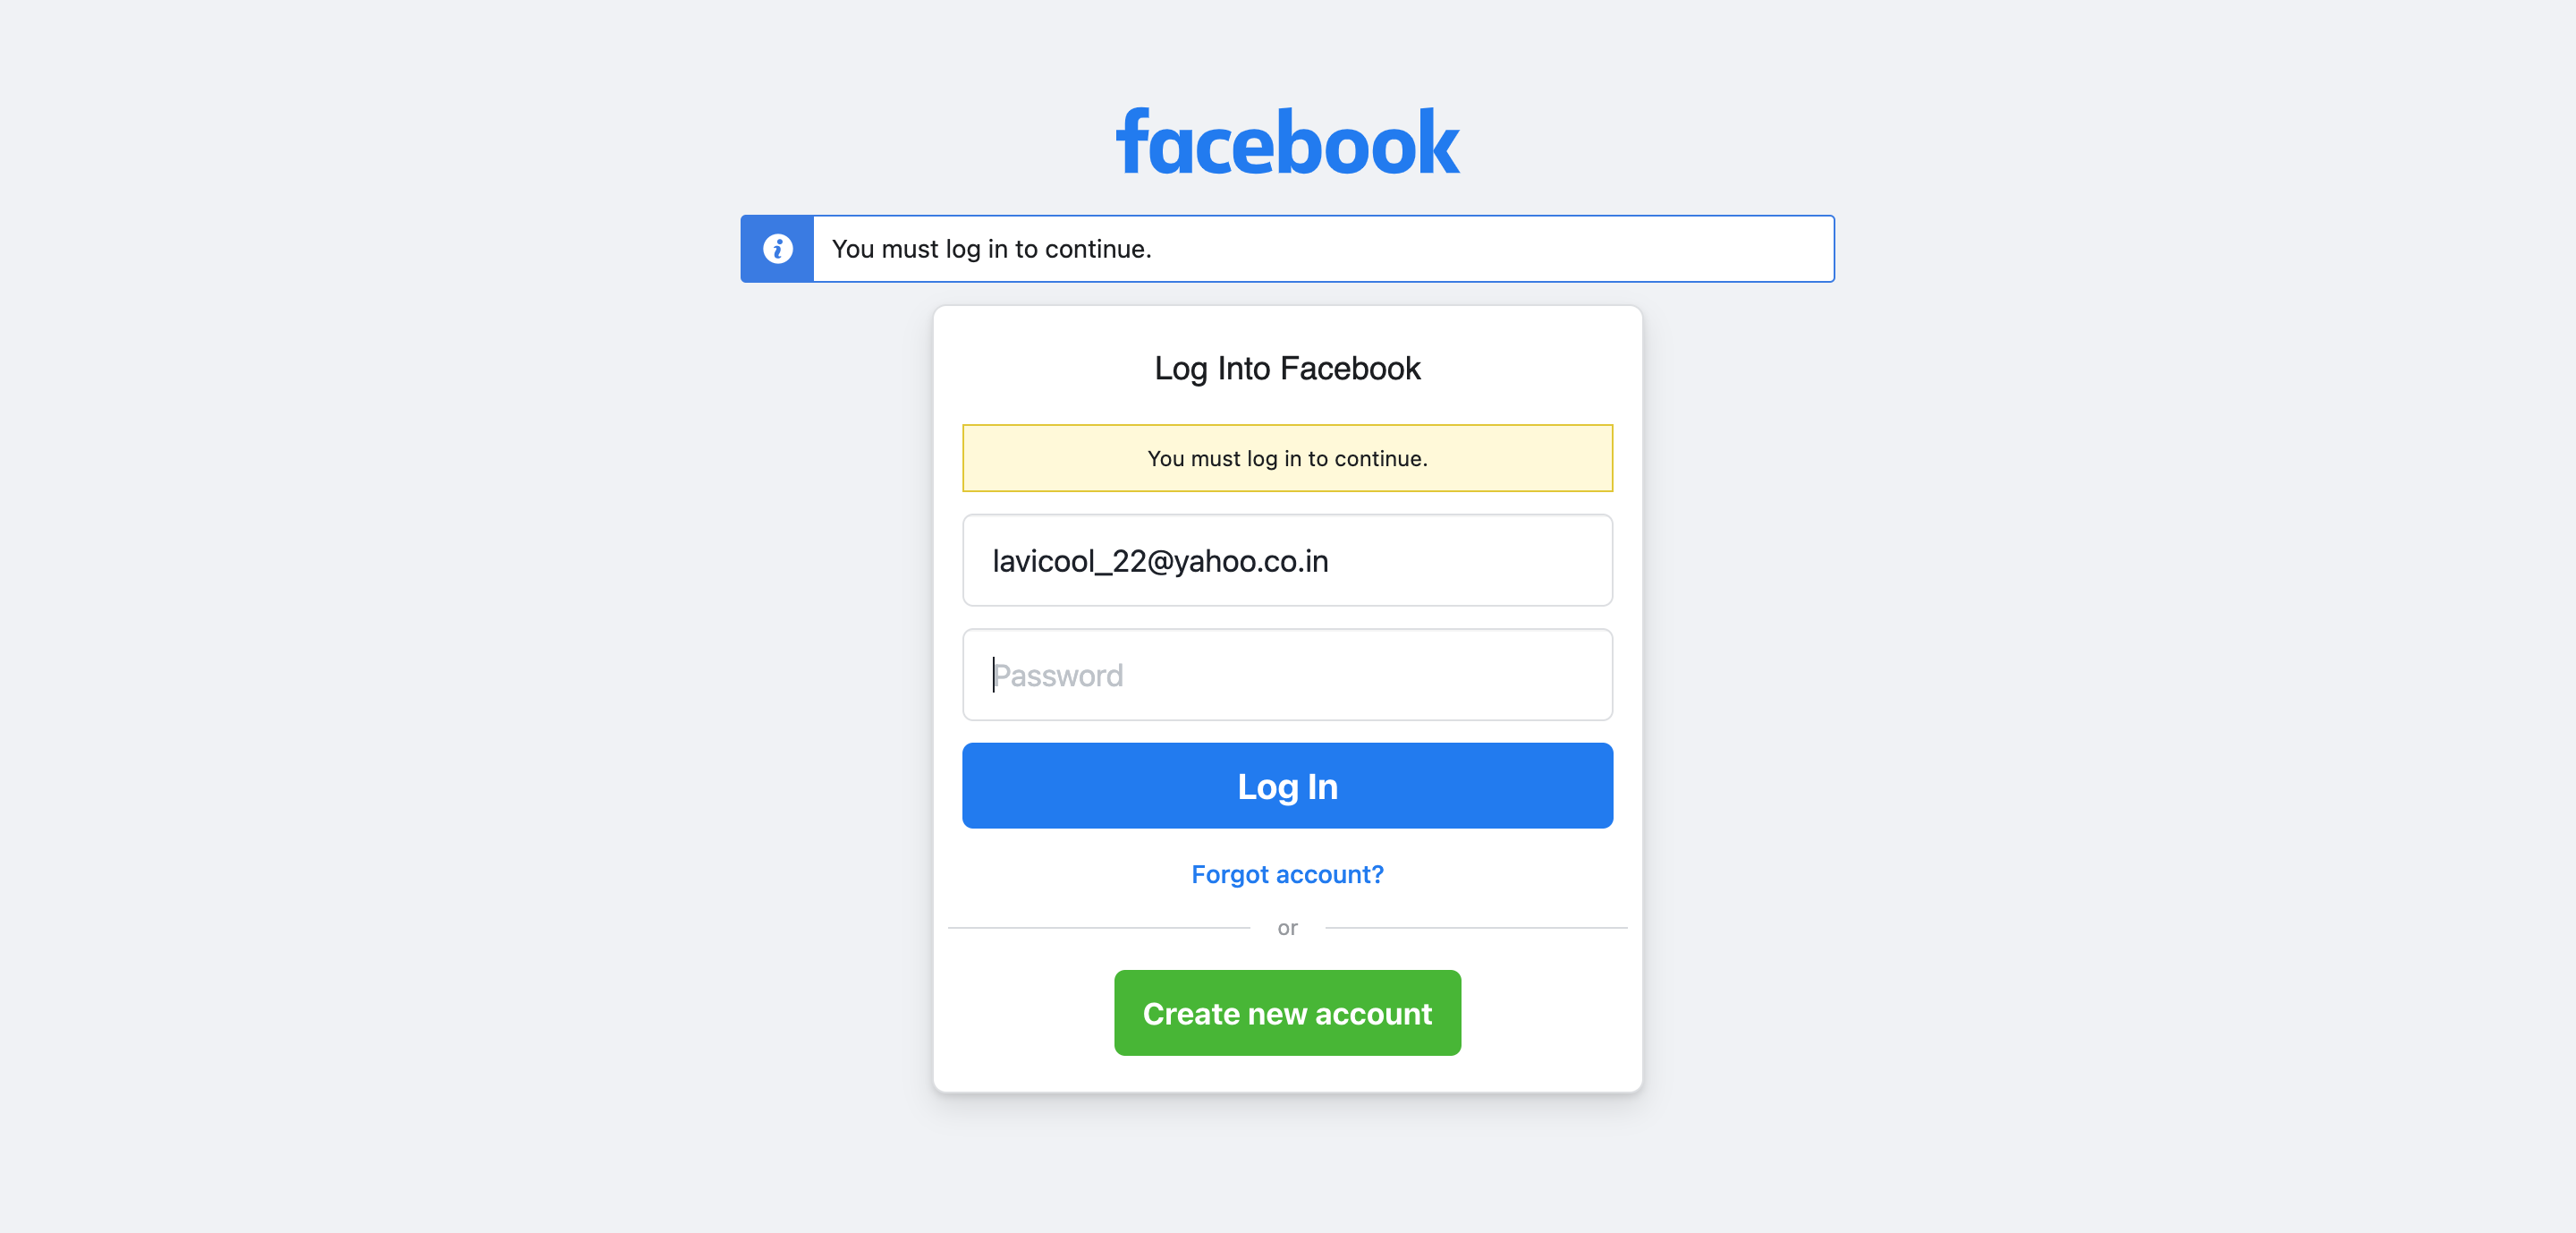 facebook
You must log in to continue.
Log Into Facebook
You must log in to continue.
lavicool_22@yahoo.co.in
Password
Log In
Forgot account?
or
Create new account